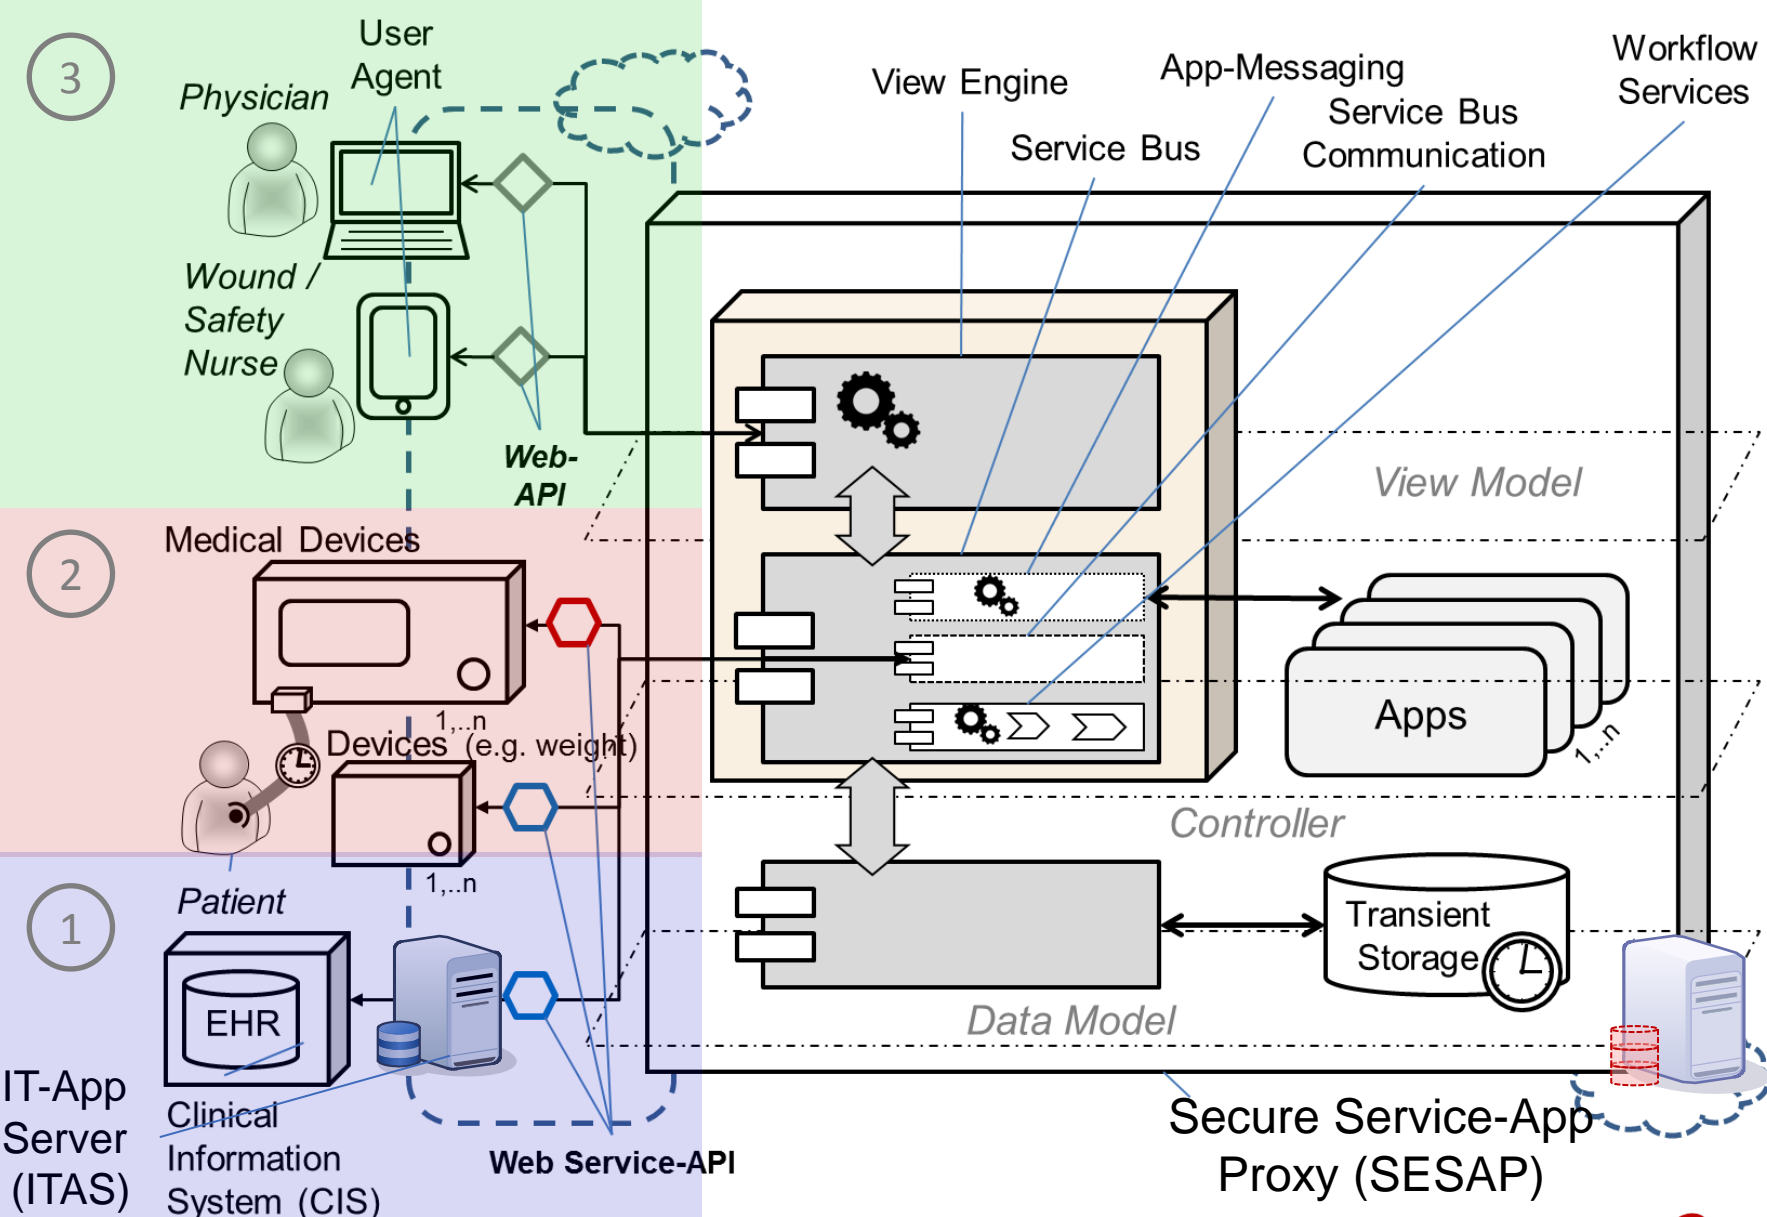 3
User
Agent
Physician
View Engine
App-Messaging
Workflow
Services
Service Bus
Service Bus
Communication
Wound /
Safety
Nurse
Web-
API
View Model
2
Medical Devices
1,..n
Devices (e.g. weight)
Apps
1,..n
Controller
1,..n
1
Patient
Transient
Storage
EHR
Data Model
IT-App
Server
(ITAS)
Clinical
Information
System (CIS)
Web Service-API
Secure Service-App
Proxy (SESAP)